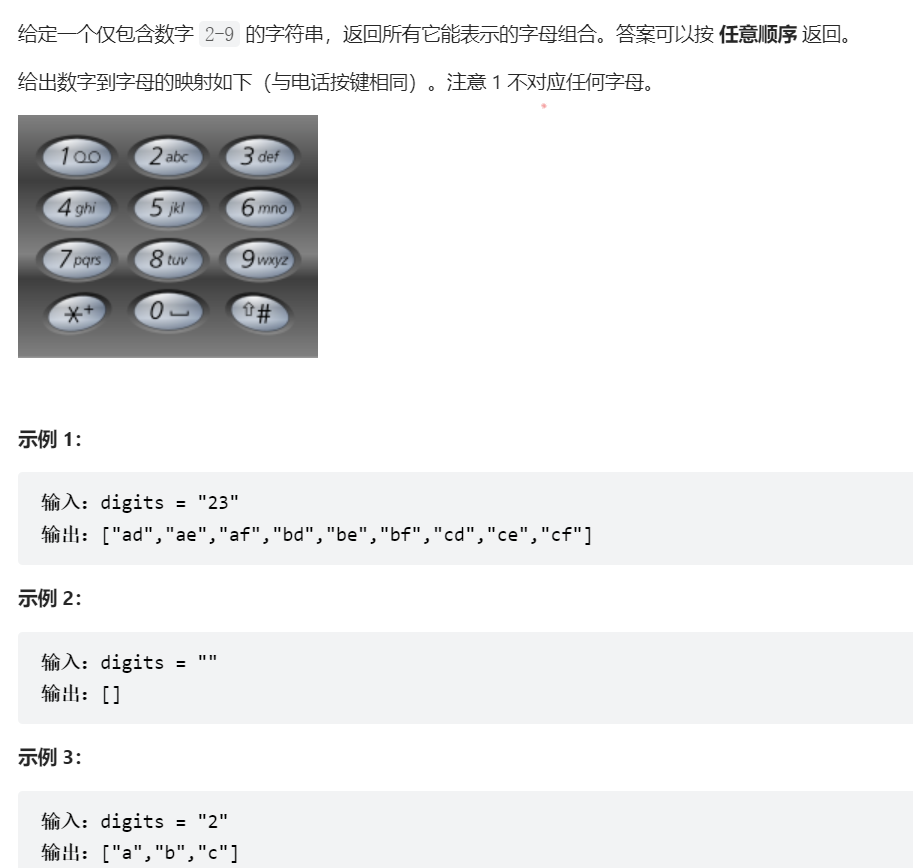 给定一个仅包含数字 2-9 的字符串，返回所有它能表示的字母组合。答案可以按 任意顺序 返回。
给出数字到字母的映射如下（与电话按键相同）。注意 1 不对应任何字母。
1 2 abc 3 def
4 ghi 5 jkl 6 mno
7 pqrs 8 tuv 9 wxyz
*+ 0 ⇧#
示例 1：
输入：digits = "23"
输出：["ad","ae","af","bd","be","bf","cd","ce","cf"]
示例 2：
输入：digits = ""
输出：[]
示例 3：
输入：digits = "2"
输出：["a","b","c"]